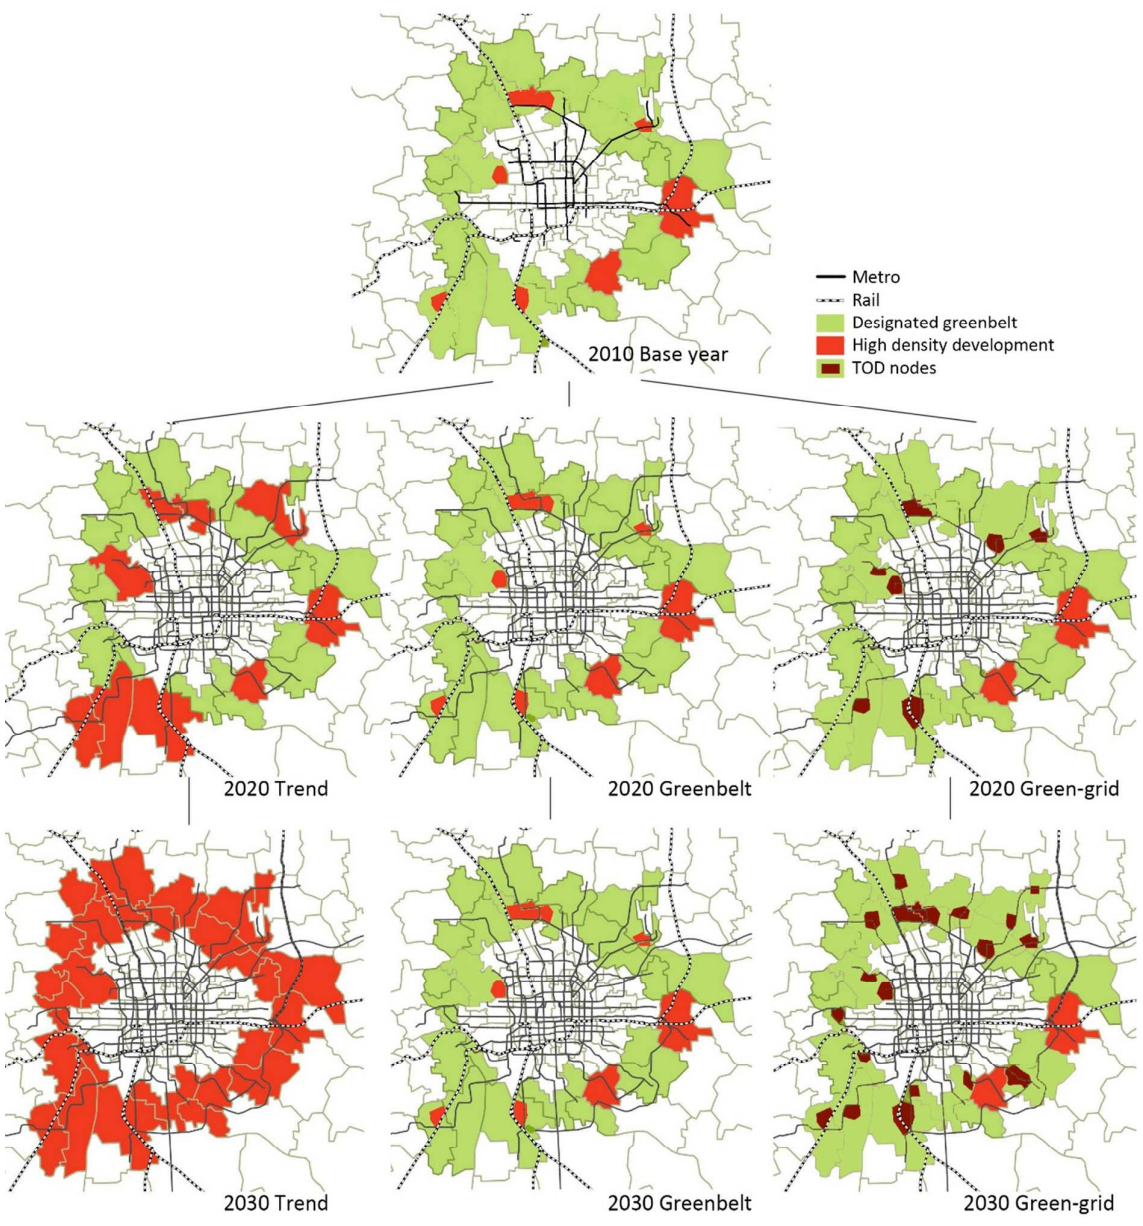 Metro
Rail
Designated greenbelt
High density development
TOD nodes
2010 Base year
2020 Trend
2020 Greenbelt
2020 Green-grid
2030 Trend
2030 Greenbelt
2030 Green-grid